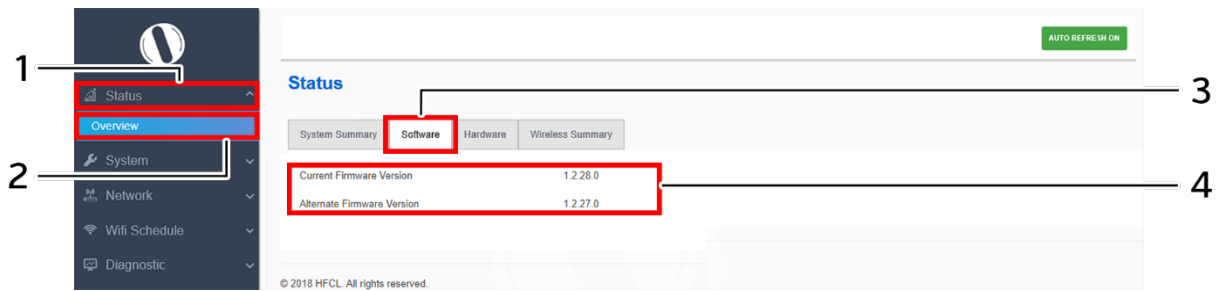 AUTO REFRESH ON
1
Status
Status
3
Overview
System Summary Software Hardware Wireless Summary
2
System
Current Firmware Version 1.2.28.0
4
Network
Alternate Firmware Version 1.2.27.0
Wifi Schedule
Diagnostic
© 2018 HFCL. All rights reserved.